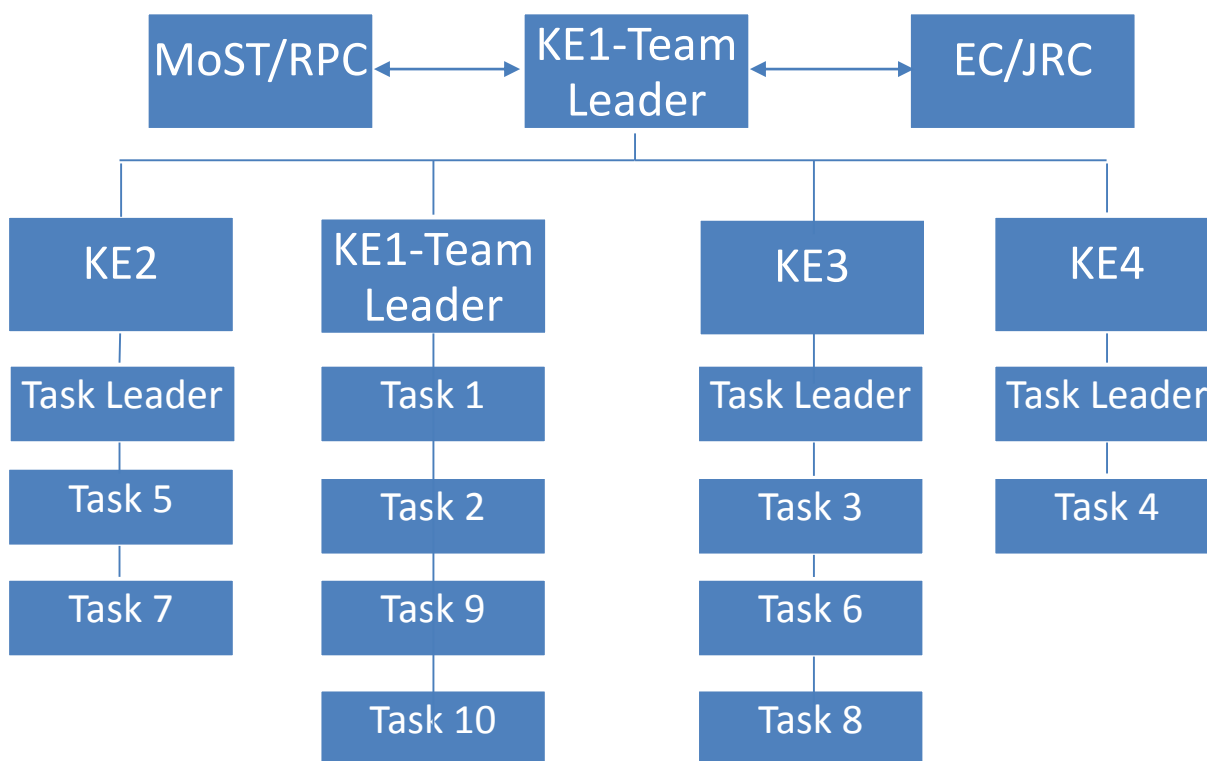 MoST/RPC
KE1-Team
Leader
EC/JRC
KE2
KE1-Team
Leader
KE3
KE4
Task Leader
Task 1
Task Leader
Task Leader
Task 5
Task 2
Task 3
Task 4
Task 7
Task 9
Task 6
Task 10
Task 8